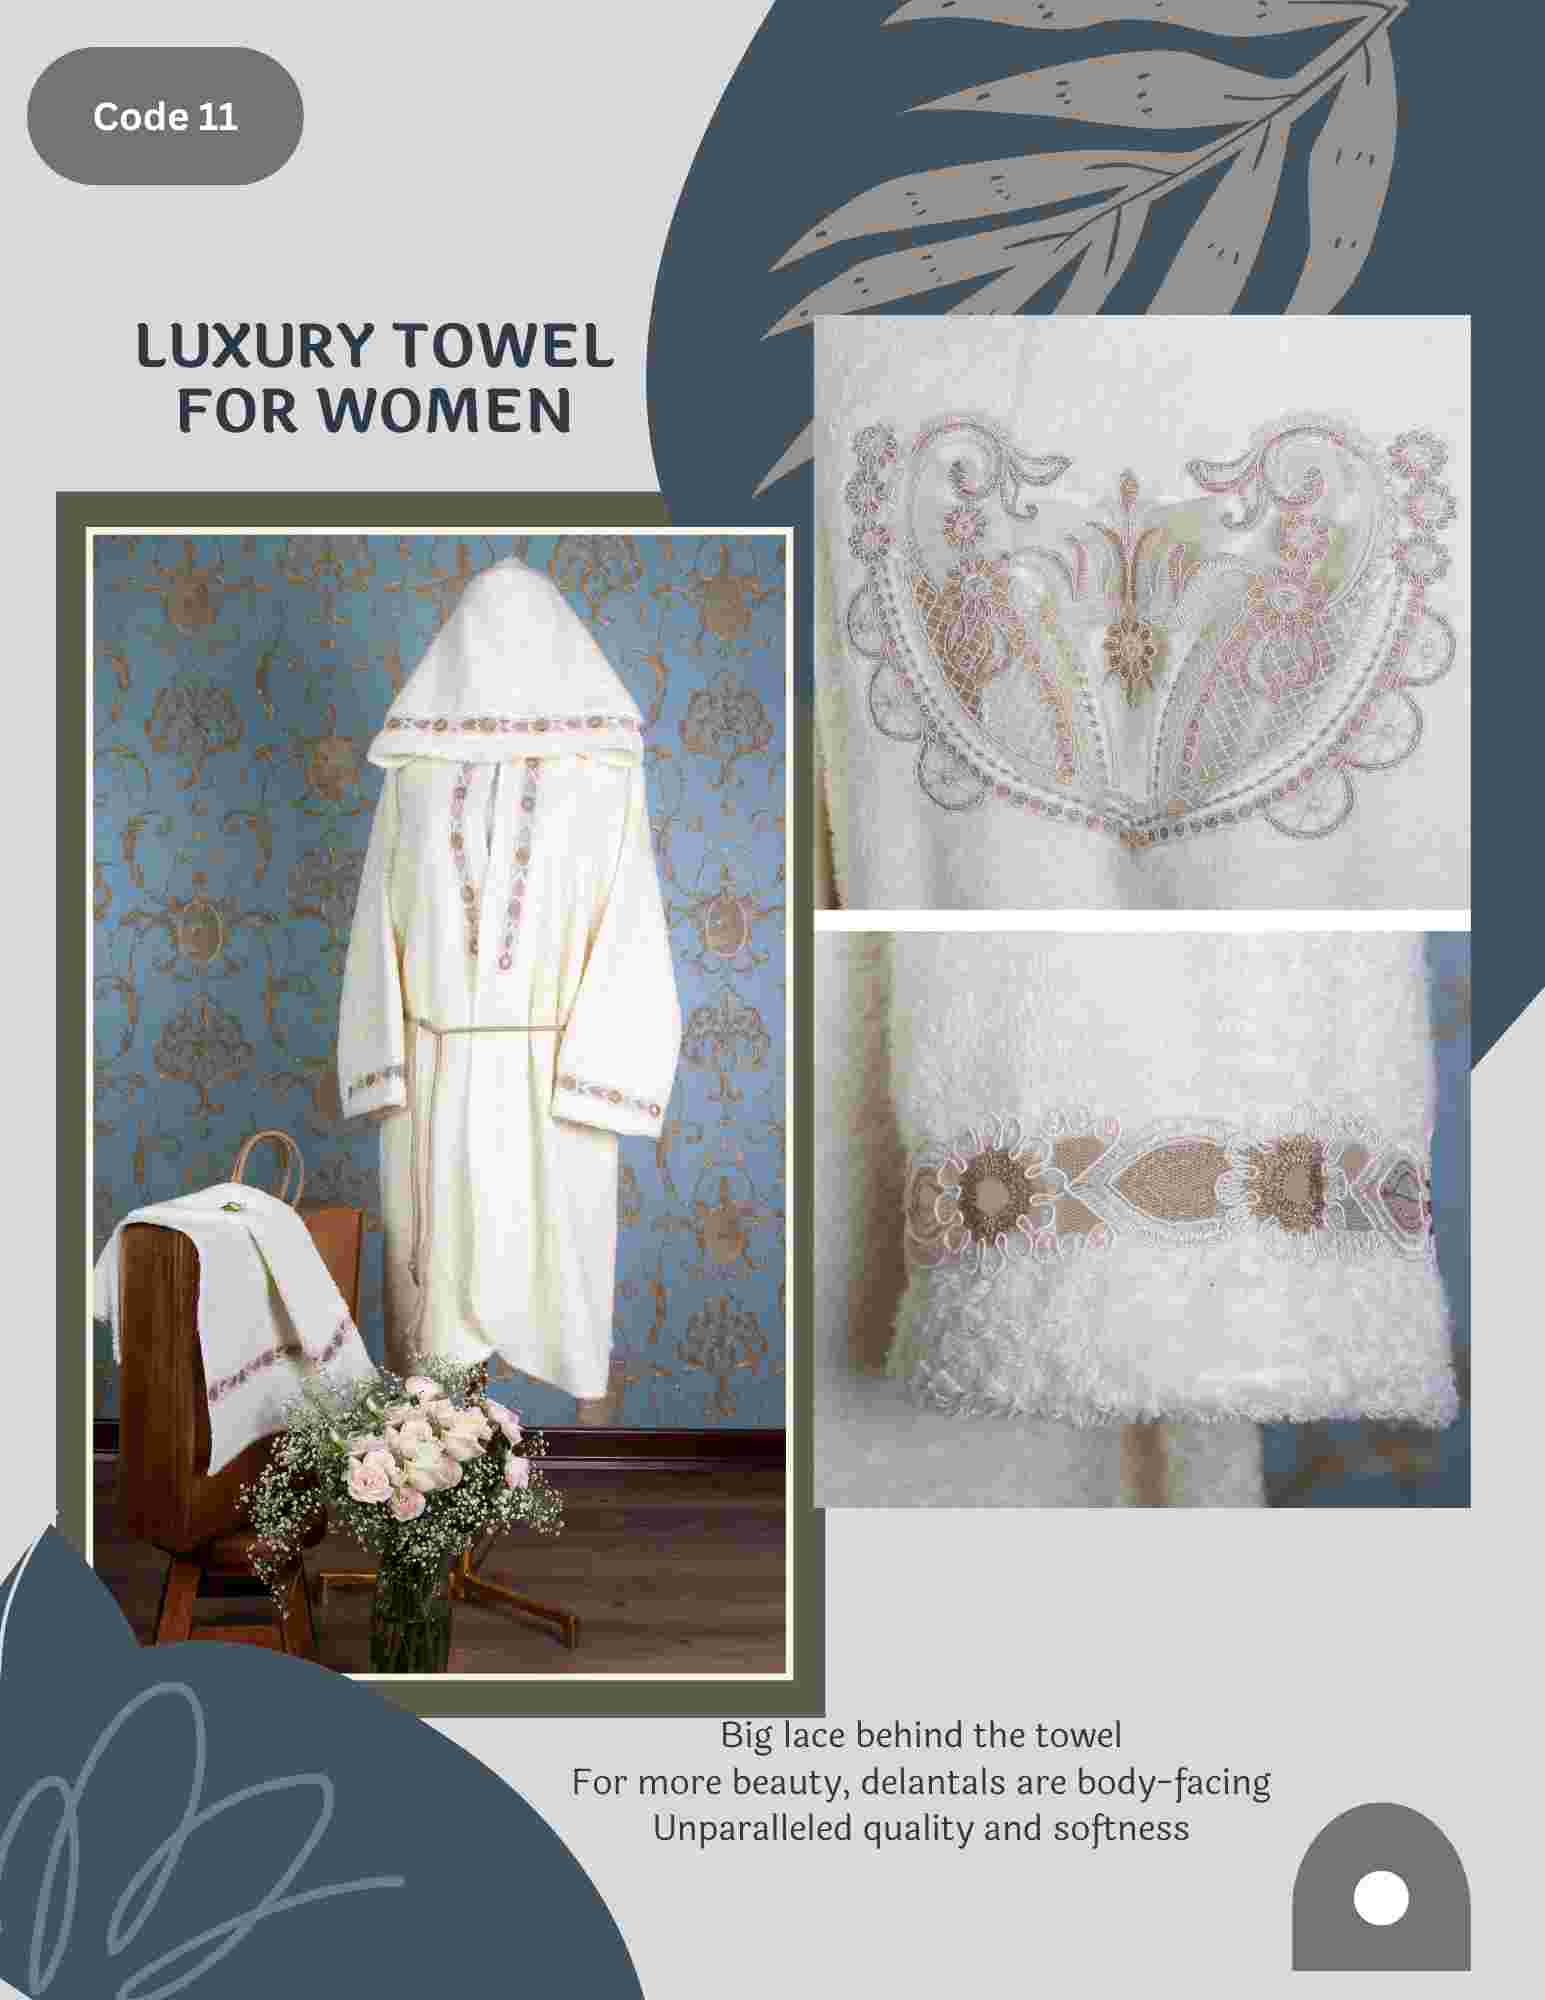 Code 11
LUXURY TOWEL
FOR WOMEN
Big lace behind the towel
For more beauty, delantals are body-facing
Unparalleled quality and softness